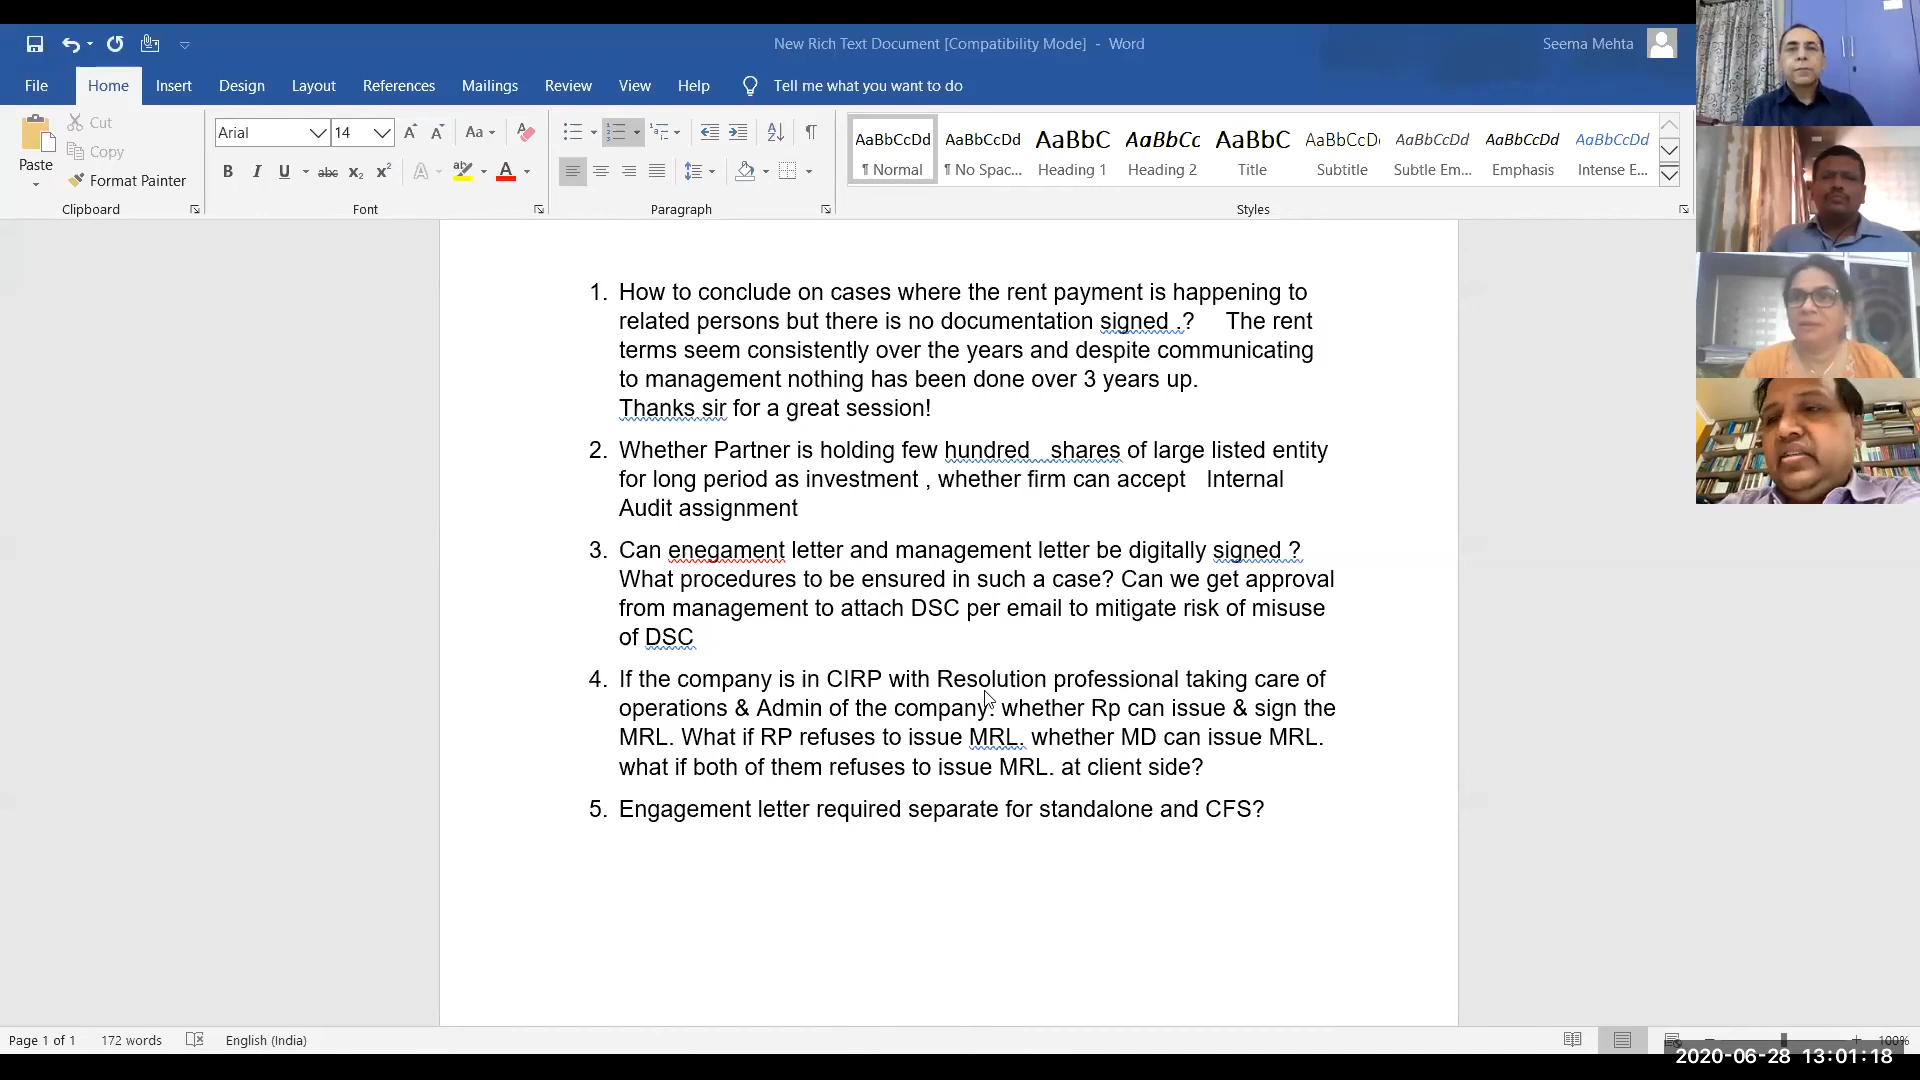 New Rich Text Document [Compatibility Mode] - Word
Seema Mehta
File Home Insert Design Layout References Mailings Review View Help Tell me what you want to do
Paste
Cut
Copy
Format Painter
Clipboard
Arial 14 A A Aa
B I U abc x₂ x² A A
Font
Paragraph
AaBbCcDd AaBbCcDd AaBbC AaBbCc AaBbC AaBbCcD AaBbCcDd AaBbCcDd AaBbCcDd
¶ Normal ¶ No Spac... Heading 1 Heading 2 Title Subtitle Subtle Em... Emphasis Intense E...
Styles
1. How to conclude on cases where the rent payment is happening to
related persons but there is no documentation signed .? The rent
terms seem consistently over the years and despite communicating
to management nothing has been done over 3 years up.
Thanks sir for a great session!
2. Whether Partner is holding few hundred shares of large listed entity
for long period as investment , whether firm can accept Internal
Audit assignment
3. Can enegament letter and management letter be digitally signed ?
What procedures to be ensured in such a case? Can we get approval
from management to attach DSC per email to mitigate risk of misuse
of DSC
4. If the company is in CIRP with Resolution professional taking care of
operations & Admin of the company. whether Rp can issue & sign the
MRL. What if RP refuses to issue MRL. whether MD can issue MRL.
what if both of them refuses to issue MRL. at client side?
5. Engagement letter required separate for standalone and CFS?
Page 1 of 1 172 words English (India) 100%
2020-06-28 13:01:18